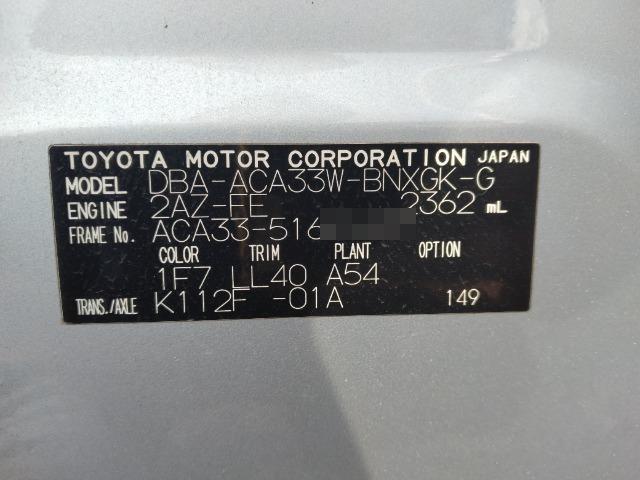 TOYOTA MOTOR CORPORATION JAPAN
MODEL DBA-ACA33W-BNXGK-G
ENGINE 2AZ-FE 2362 mL
FRAME No. ACA33-516
COLOR TRIM PLANT OPTION
1F7 LL40 A54
TRANS./AXLE K112F -01A 149